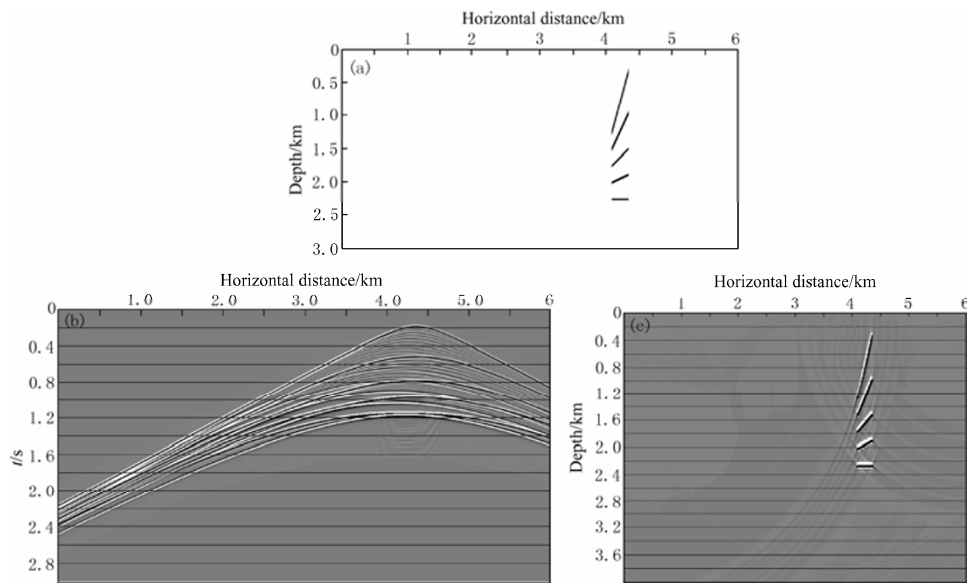 Horizontal distance/km
1 2 3 4 5 6
0
(a)
0.5
1.0
1.5
2.0
2.5
3.0
Depth/km
Horizontal distance/km
1.0 2.0 3.0 4.0 5.0 6
0
(b)
0.4
0.8
1.2
1.6
2.0
2.4
2.8
t/s
Horizontal distance/km
1 2 3 4 5 6
0
(c)
0.4
0.8
1.2
1.6
2.0
2.4
2.8
3.2
3.6
Depth/km